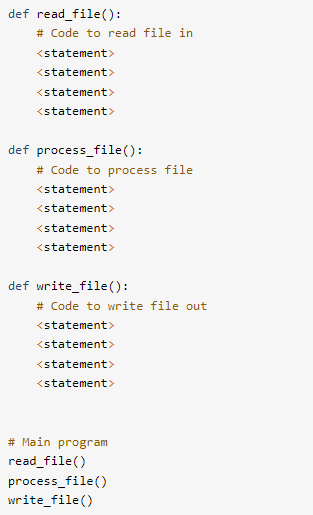 def read_file():
    # Code to read file in
    <statement>
    <statement>
    <statement>
    <statement>

def process_file():
    # Code to process file
    <statement>
    <statement>
    <statement>
    <statement>

def write_file():
    # Code to write file out
    <statement>
    <statement>
    <statement>
    <statement>


# Main program
read_file()
process_file()
write_file()